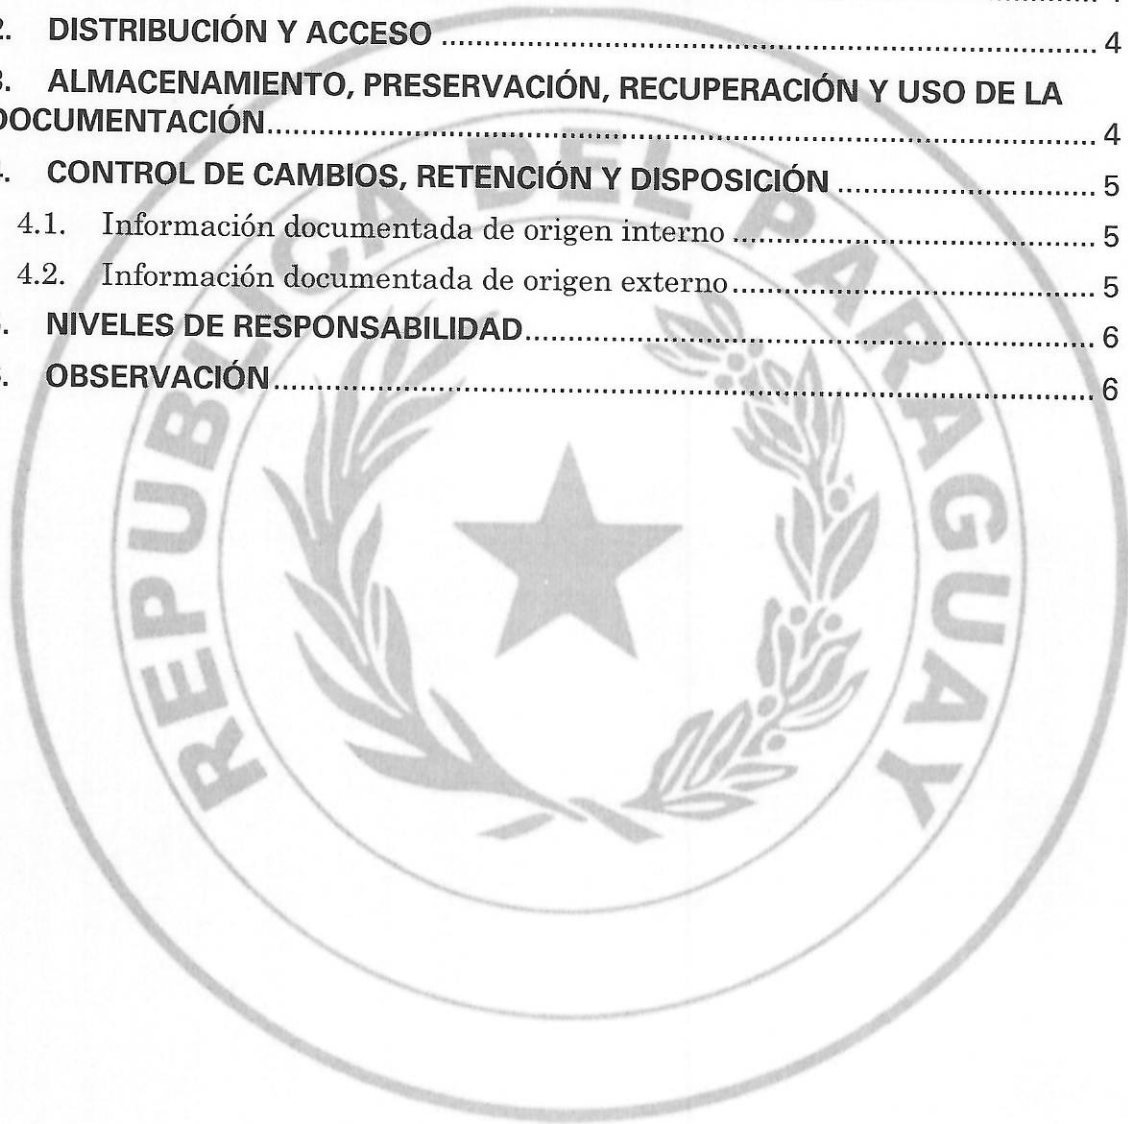 2. DISTRIBUCIÓN Y ACCESO ........ 4
3. ALMACENAMIENTO, PRESERVACIÓN, RECUPERACIÓN Y USO DE LA
DOCUMENTACIÓN ........ 4
4. CONTROL DE CAMBIOS, RETENCIÓN Y DISPOSICIÓN ........ 5
4.1. Información documentada de origen interno ........ 5
4.2. Información documentada de origen externo ........ 5
NIVELES DE RESPONSABILIDAD ........ 6
OBSERVACIÓN ........ 6
REPUBLICA DEL PARAGUAY